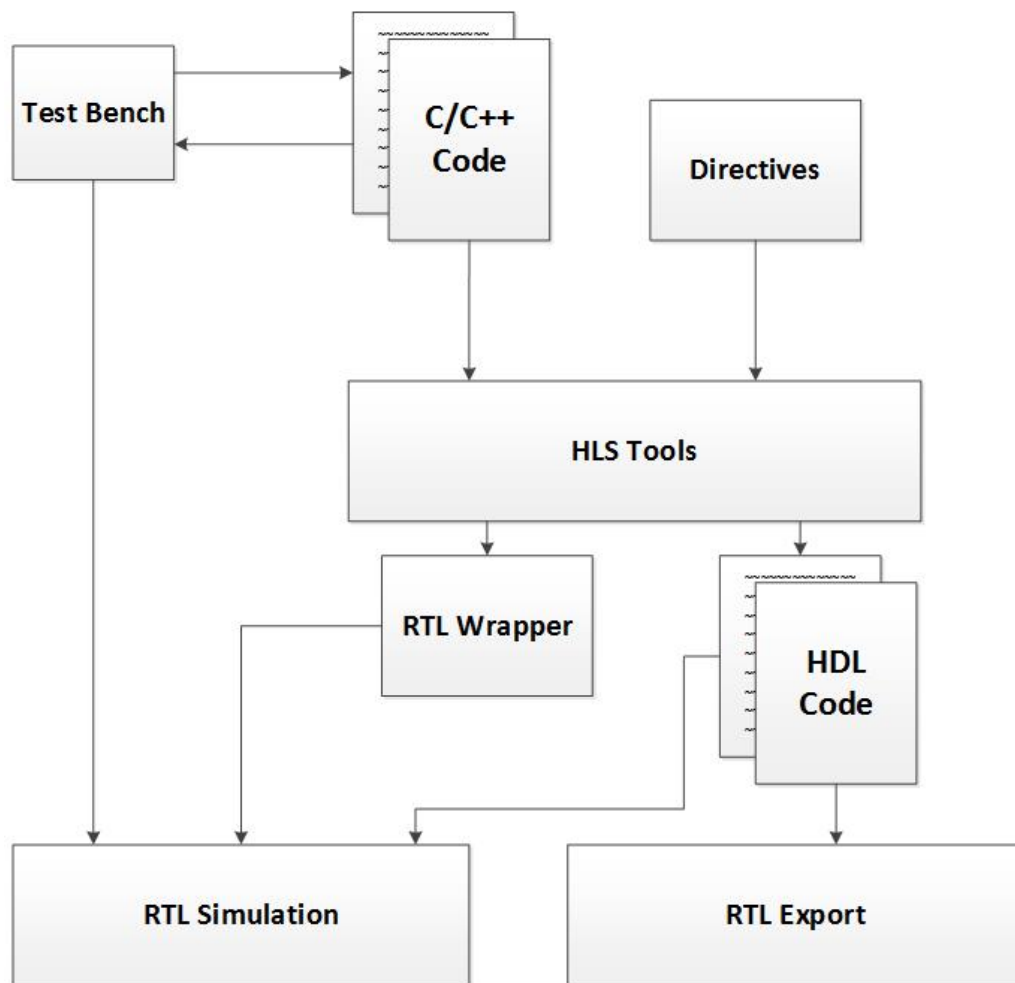 Test Bench
C/C++
Code
Directives
HLS Tools
RTL Wrapper
HDL
Code
RTL Simulation
RTL Export